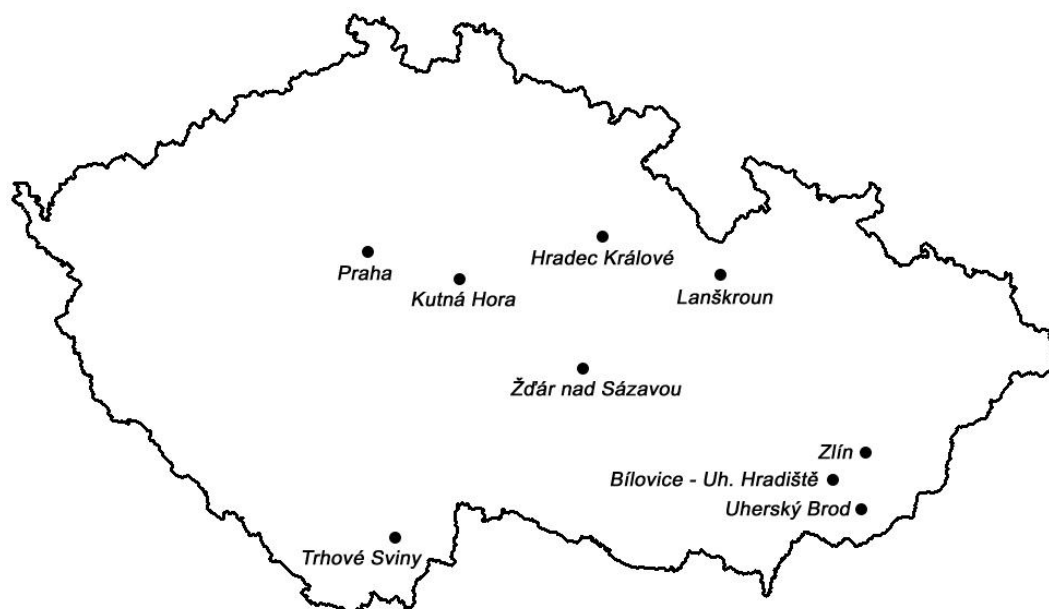 Praha
Hradec Králové
Kutná Hora
Lanškroun
Žďár nad Sázavou
Zlín
Bílovice - Uh. Hradiště
Uherský Brod
Trhové Sviny